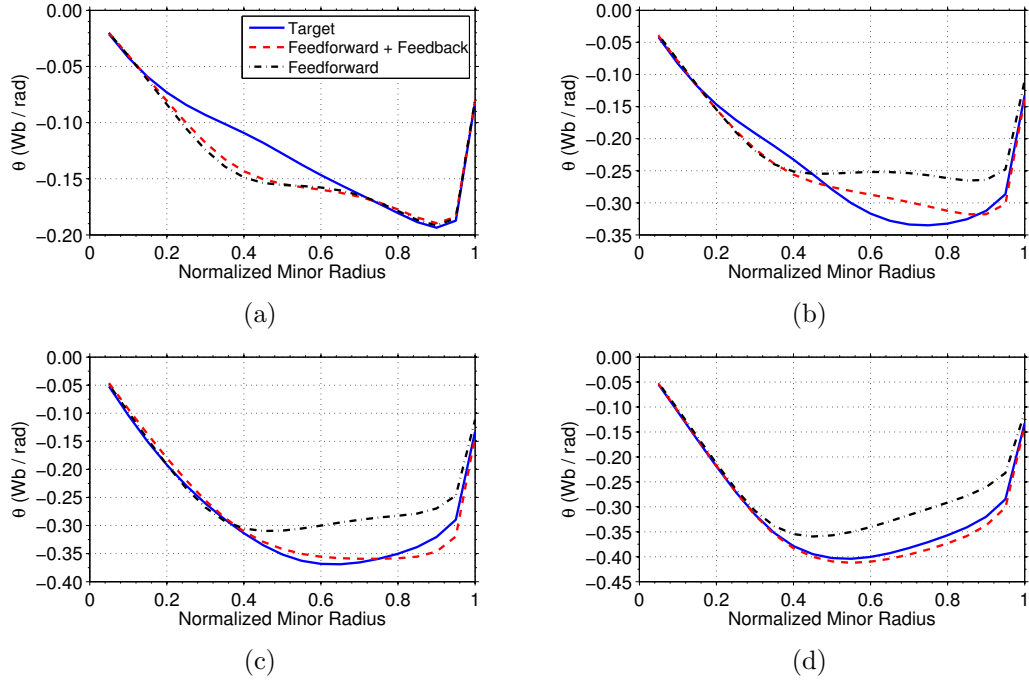 Target
Feedforward + Feedback
Feedforward
0.00
−0.05
−0.10
−0.15
−0.20
θ (Wb / rad)
0 0.2 0.4 0.6 0.8 1
Normalized Minor Radius
(a)
0.00
−0.05
−0.10
−0.15
−0.20
−0.25
−0.30
−0.35
θ (Wb / rad)
0 0.2 0.4 0.6 0.8 1
Normalized Minor Radius
(b)
0.00
−0.05
−0.10
−0.15
−0.20
−0.25
−0.30
−0.35
−0.40
θ (Wb / rad)
0 0.2 0.4 0.6 0.8 1
Normalized Minor Radius
(c)
0.00
−0.05
−0.10
−0.15
−0.20
−0.25
−0.30
−0.35
−0.40
−0.45
θ (Wb / rad)
0 0.2 0.4 0.6 0.8 1
Normalized Minor Radius
(d)